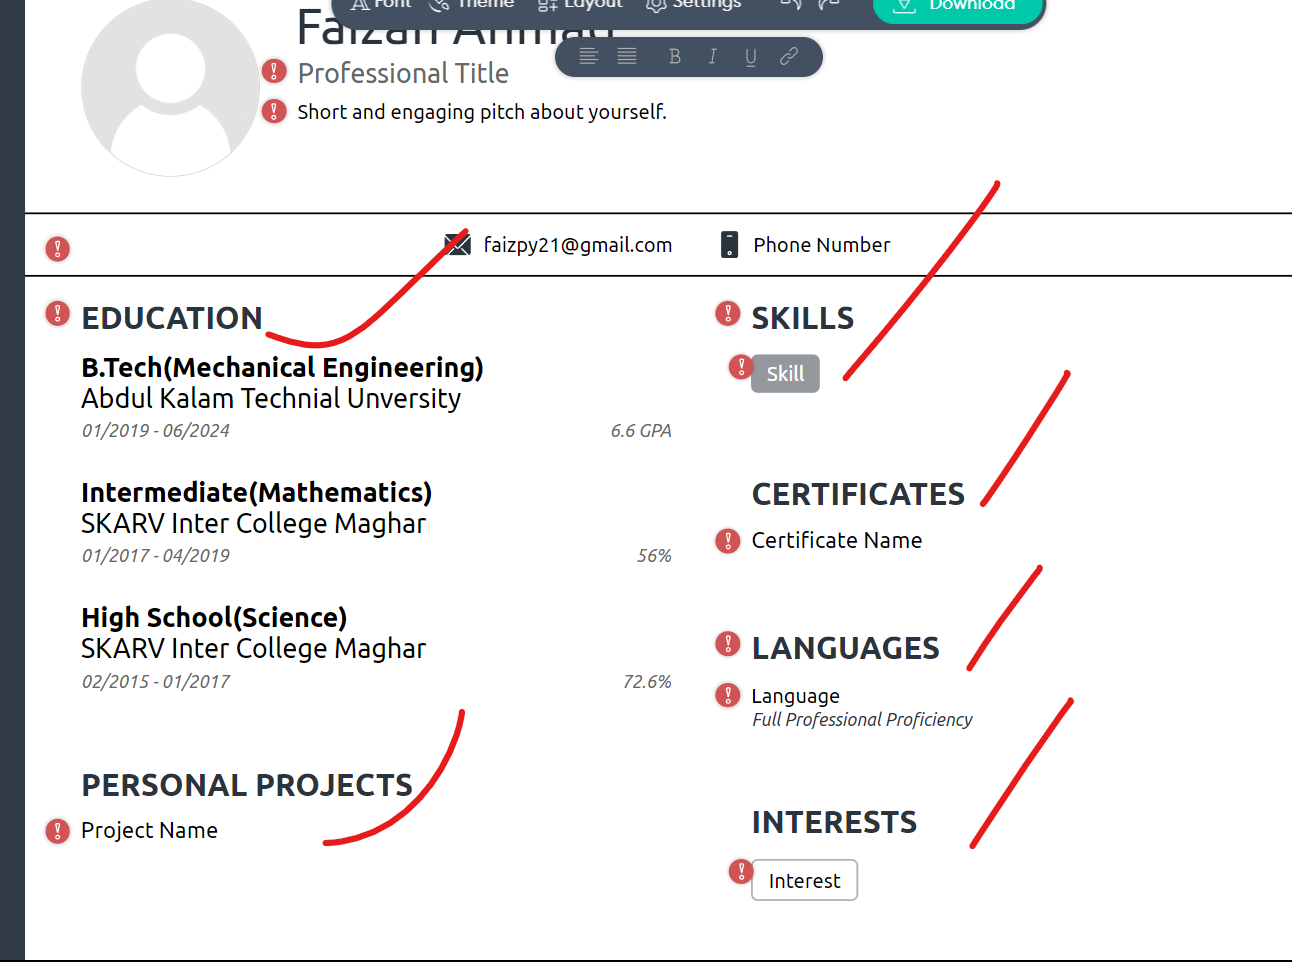 Font Theme Layout Settings Download
Faizan Ahmad
Professional Title
B I U
Short and engaging pitch about yourself.
faizpy21@gmail.com Phone Number
EDUCATION
B.Tech(Mechanical Engineering)
Abdul Kalam Technial Unversity
01/2019 - 06/2024 6.6 GPA
Intermediate(Mathematics)
SKARV Inter College Maghar
01/2017 - 04/2019 56%
High School(Science)
SKARV Inter College Maghar
02/2015 - 01/2017 72.6%
PERSONAL PROJECTS
Project Name
SKILLS
Skill
CERTIFICATES
Certificate Name
LANGUAGES
Language
Full Professional Proficiency
INTERESTS
Interest